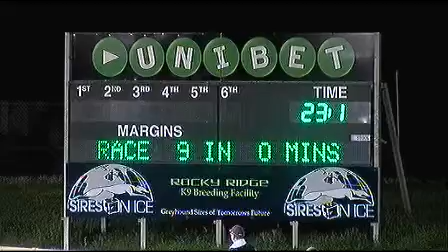 UNIBET
1ST 2ND 3RD 4TH 5TH 6TH TIME
23:1
MARGINS
RACE 9 IN 0 MINS
ROCKY RIDGE
K9 Breeding Facility
SIRES ON ICE
Greyhound Sires of Tomorrows Future
SIRES ON ICE